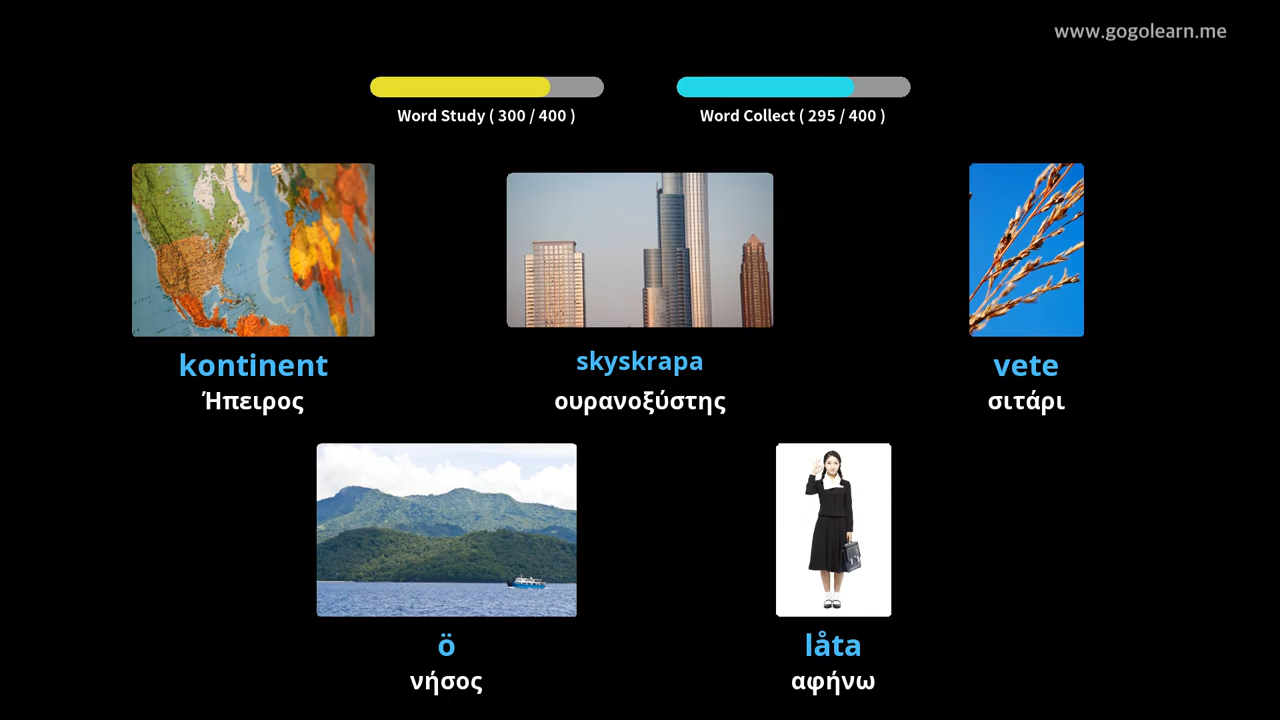 www.gogolearn.me
Word Study ( 300 / 400 )
Word Collect ( 295 / 400 )
kontinent
Ήπειρος
skyskrapa
ουρανοξύστης
vete
σιτάρι
ö
νήσος
låta
αφήνω